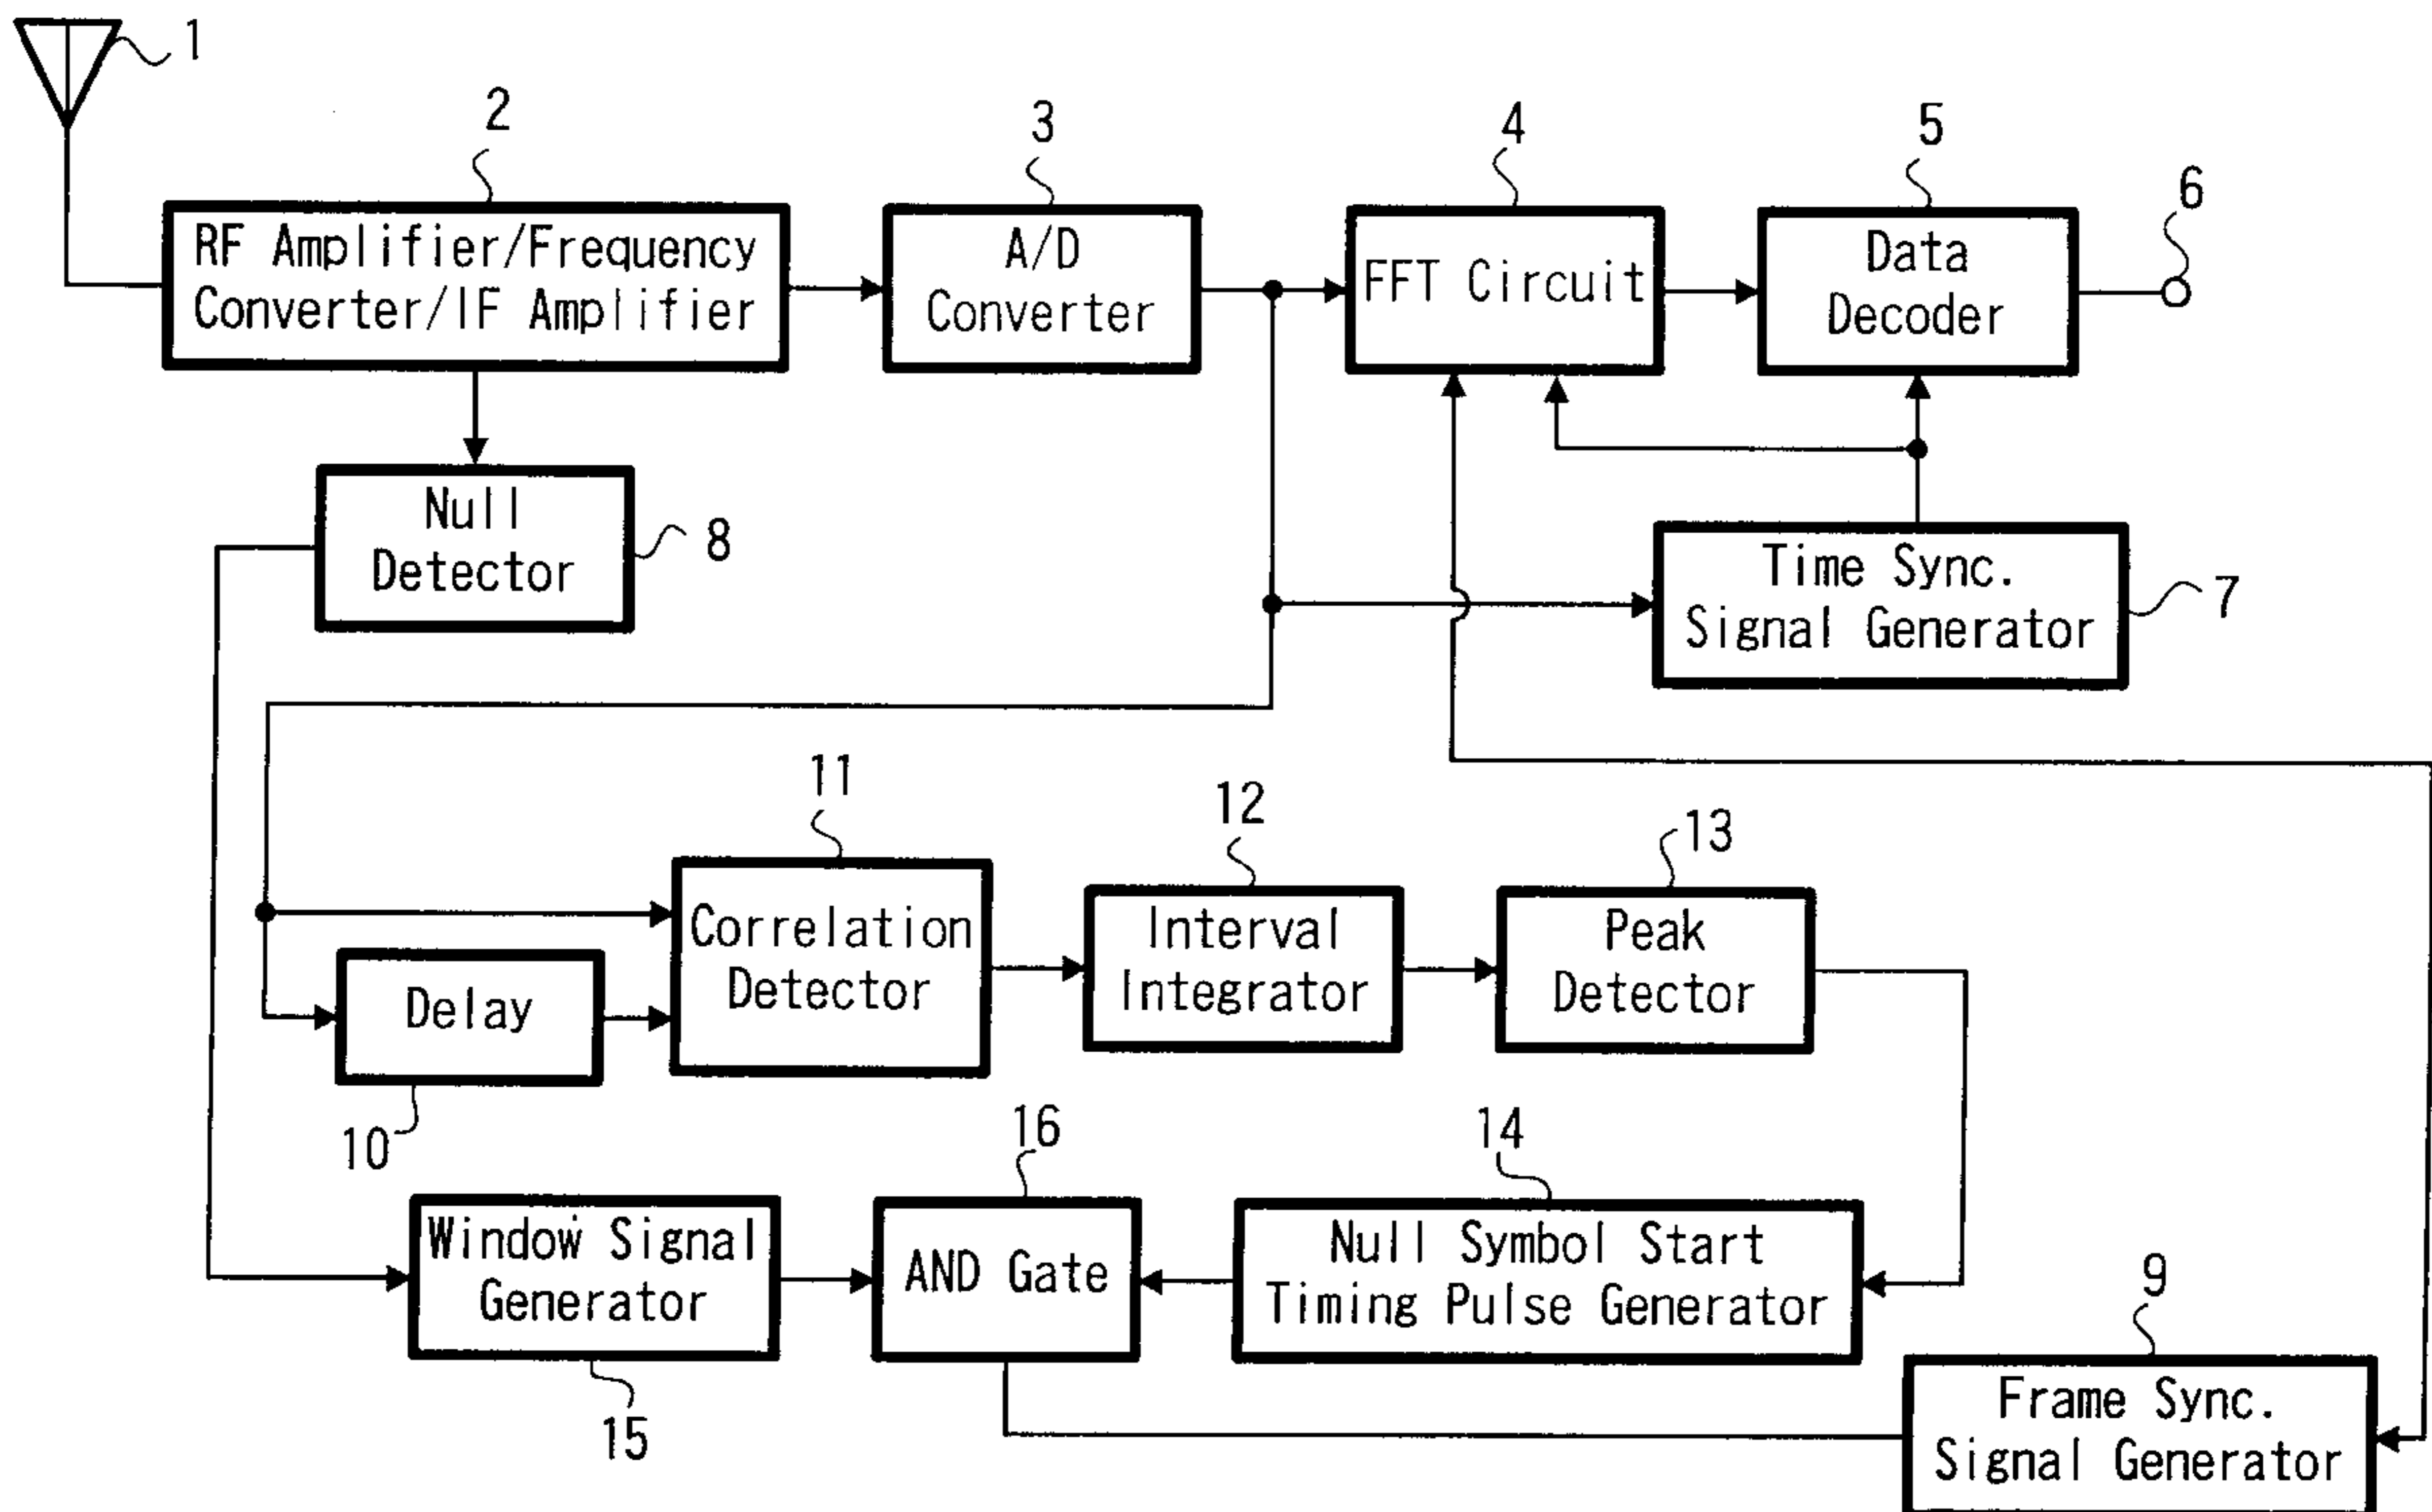 1
2
3
4
5
6
RF Amplifier/Frequency
Converter/IF Amplifier
A/D
Converter
FFT Circuit
Data
Decoder
Null
Detector
8
Time Sync.
Signal Generator
7
11
12
13
Correlation
Detector
Interval
Integrator
Peak
Detector
Delay
10
16
14
Window Signal
Generator
AND Gate
Null Symbol Start
Timing Pulse Generator
9
15
Frame Sync.
Signal Generator